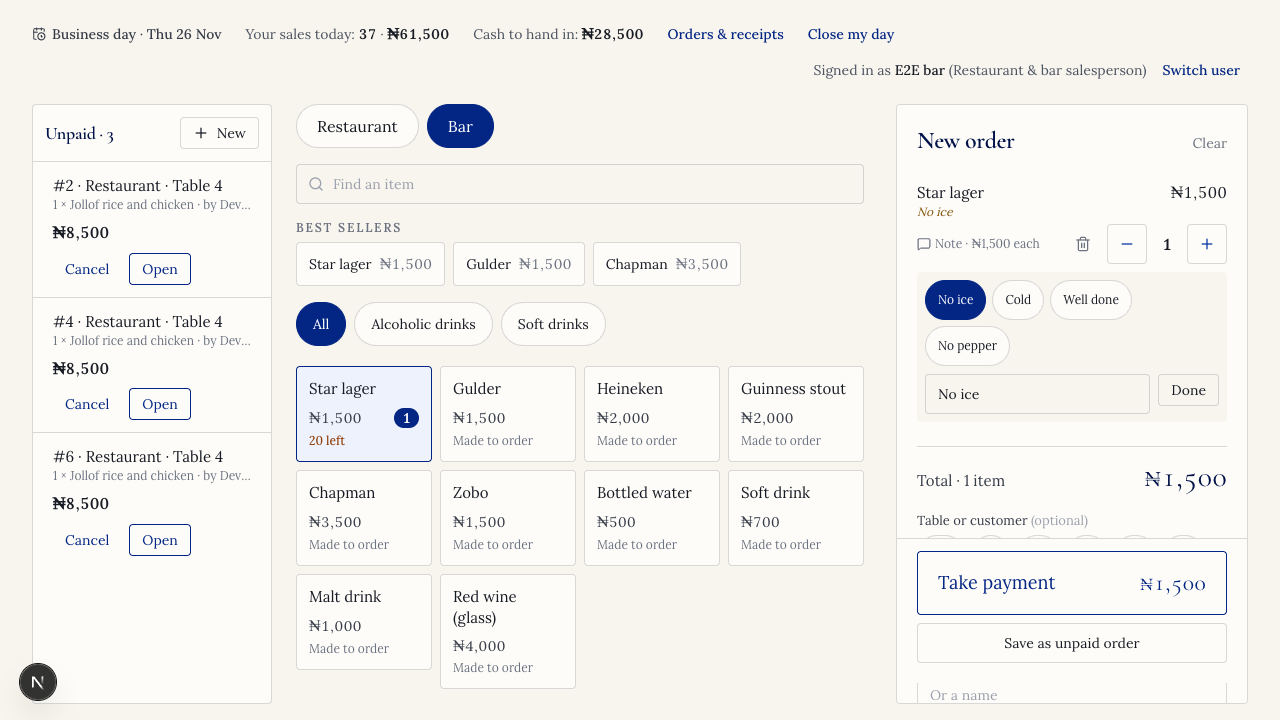 Business day · Thu 26 Nov
Your sales today: 37 · ₦61,500
Cash to hand in: ₦28,500
Orders & receipts
Close my day
Signed in as E2E bar (Restaurant & bar salesperson)
Switch user
Unpaid · 3
New
#2 · Restaurant · Table 4
1 × Jollof rice and chicken · by Dev...
₦8,500
Cancel
Open
#4 · Restaurant · Table 4
1 × Jollof rice and chicken · by Dev...
₦8,500
Cancel
Open
#6 · Restaurant · Table 4
1 × Jollof rice and chicken · by Dev...
₦8,500
Cancel
Open
N
Restaurant
Bar
Find an item
BEST SELLERS
Star lager ₦1,500
Gulder ₦1,500
Chapman ₦3,500
All
Alcoholic drinks
Soft drinks
Star lager
₦1,500
1
20 left
Gulder
₦1,500
Made to order
Heineken
₦2,000
Made to order
Guinness stout
₦2,000
Made to order
Chapman
₦3,500
Made to order
Zobo
₦1,500
Made to order
Bottled water
₦500
Made to order
Soft drink
₦700
Made to order
Malt drink
₦1,000
Made to order
Red wine
(glass)
₦4,000
Made to order
New order
Clear
Star lager
₦1,500
No ice
Note · ₦1,500 each
1
No ice
Cold
Well done
No pepper
No ice
Done
Total · 1 item
₦1,500
Table or customer (optional)
Take payment
₦1,500
Save as unpaid order
Or a name